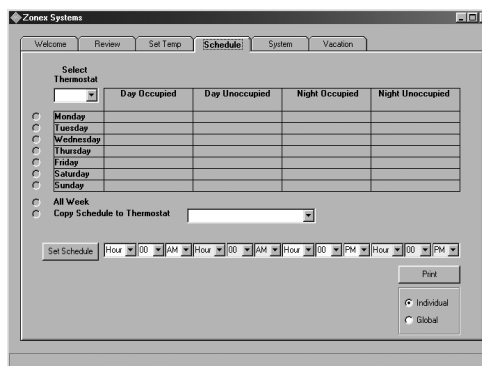 Zonex Systems
Welcome Review Set Temp Schedule System Vacation
Select
Thermostat
Day Occupied Day Unoccupied Night Occupied Night Unoccupied
Monday
Tuesday
Wednesday
Thursday
Friday
Saturday
Sunday
All Week
Copy Schedule to Thermostat
Set Schedule Hour 00 AM Hour 00 AM Hour 00 PM Hour 00 PM
Print
Individual
Global